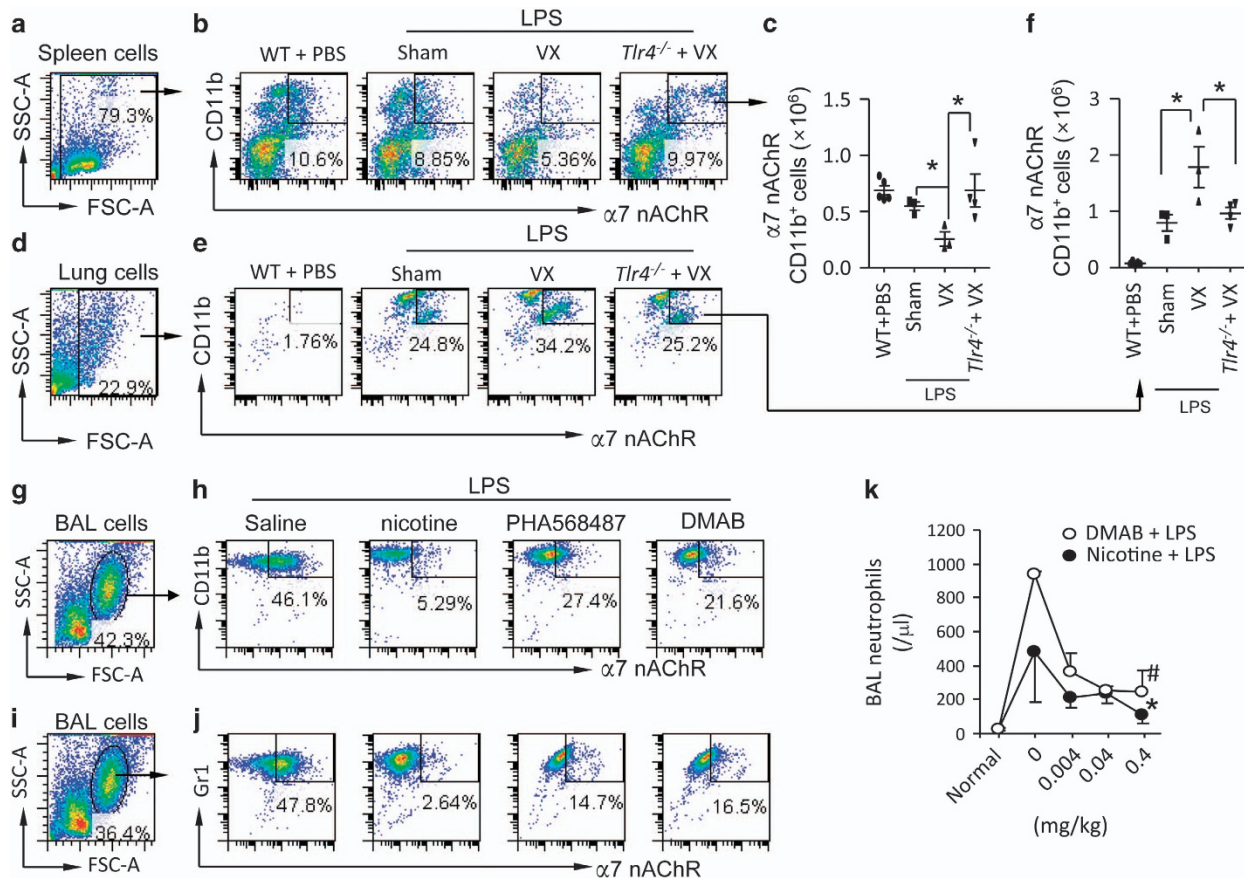 a
Spleen cells
SSC-A
79.3%
FSC-A
b
LPS
WT + PBS
Sham
VX
Tlr4-/- + VX
CD11b
10.6%
8.85%
5.36%
9.97%
α7 nAChR
c
α7 nAChR
CD11b+ cells (×10⁶)
1.5
1.0
0.5
0.0
*
*
WT+PBS
Sham
VX
Tlr4-/-+ VX
LPS
f
α7 nAChR
CD11b+ cells (×10⁶)
3
2
1
0
*
*
WT+PBS
Sham
VX
Tlr4-/-+ VX
LPS
d
Lung cells
SSC-A
22.9%
FSC-A
e
LPS
WT + PBS
Sham
VX
Tlr4-/- + VX
CD11b
1.76%
24.8%
34.2%
25.2%
α7 nAChR
g
BAL cells
SSC-A
42.3%
FSC-A
h
LPS
Saline
nicotine
PHA568487
DMAB
CD11b
46.1%
5.29%
27.4%
21.6%
α7 nAChR
i
BAL cells
SSC-A
36.4%
FSC-A
j
Gr1
47.8%
2.64%
14.7%
16.5%
α7 nAChR
k
BAL neutrophils
(/μl)
1200
1000
800
600
400
200
0
DMAB + LPS
Nicotine + LPS
#
*
Normal
0
0.004
0.04
0.4
(mg/kg)